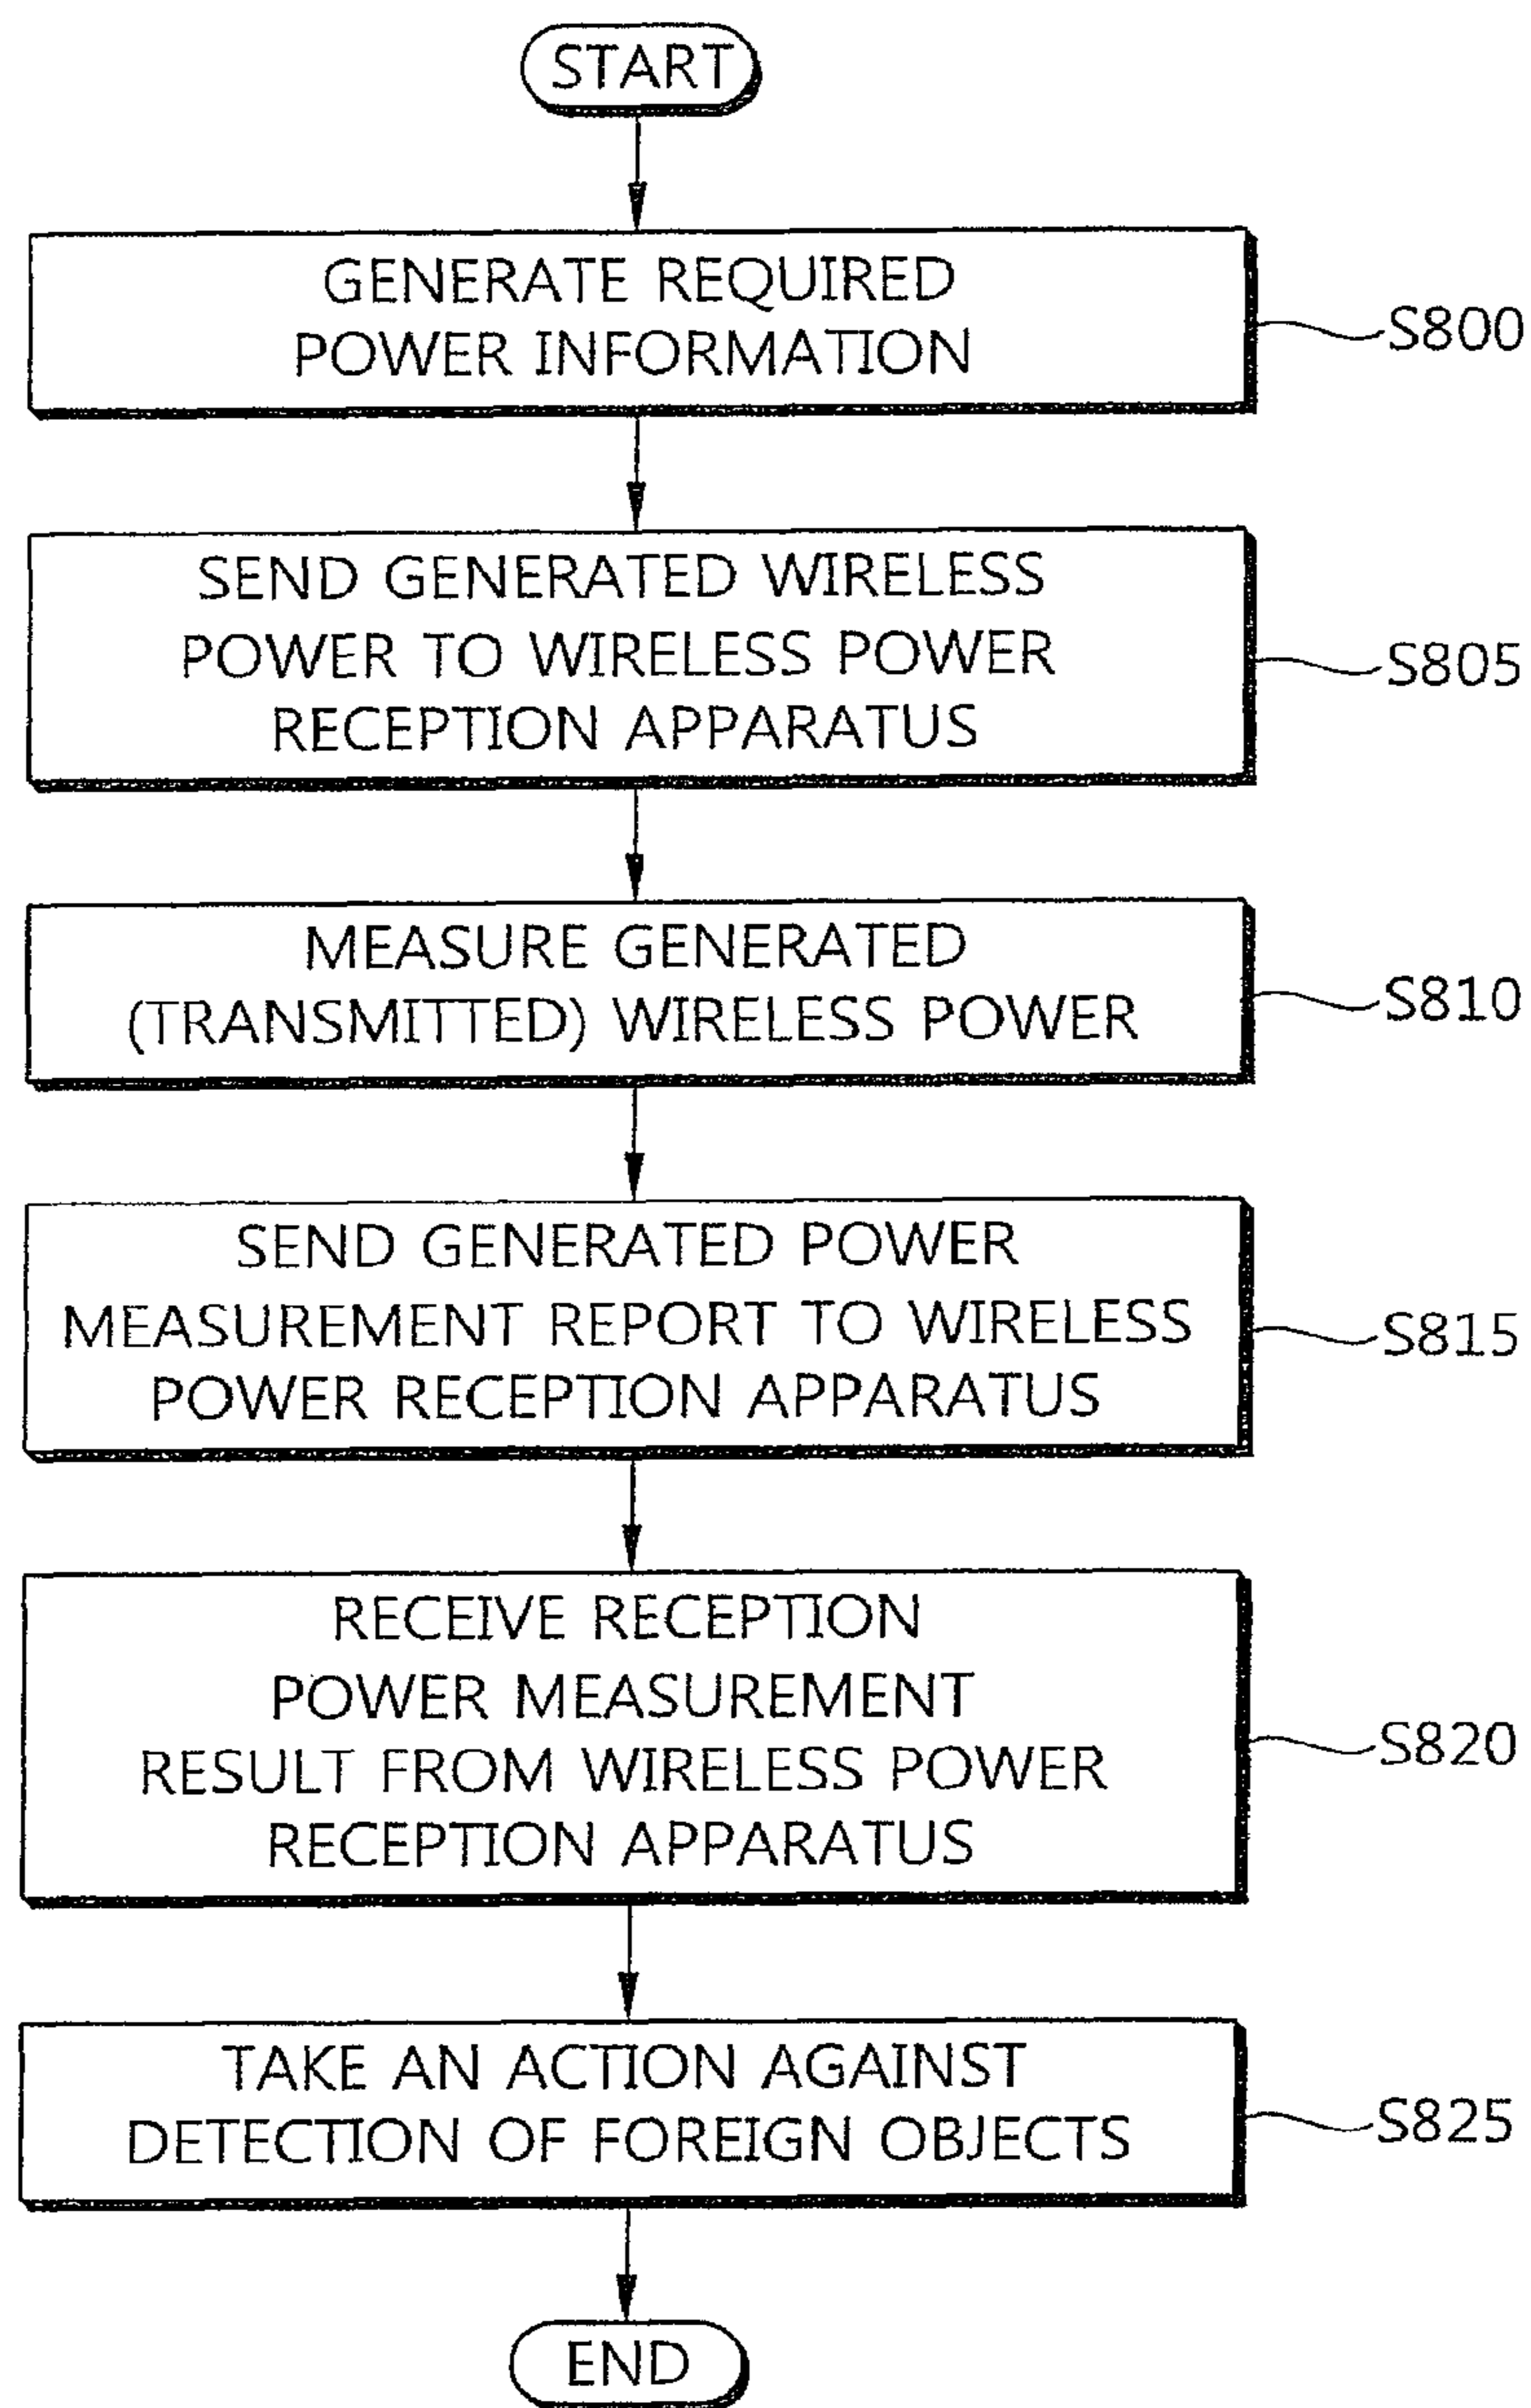 START
GENERATE REQUIRED
POWER INFORMATION
S800
SEND GENERATED WIRELESS
POWER TO WIRELESS POWER
RECEPTION APPARATUS
S805
MEASURE GENERATED
(TRANSMITTED) WIRELESS POWER
S810
SEND GENERATED POWER
MEASUREMENT REPORT TO WIRELESS
POWER RECEPTION APPARATUS
S815
RECEIVE RECEPTION
POWER MEASUREMENT
RESULT FROM WIRELESS POWER
RECEPTION APPARATUS
S820
TAKE AN ACTION AGAINST
DETECTION OF FOREIGN OBJECTS
S825
END